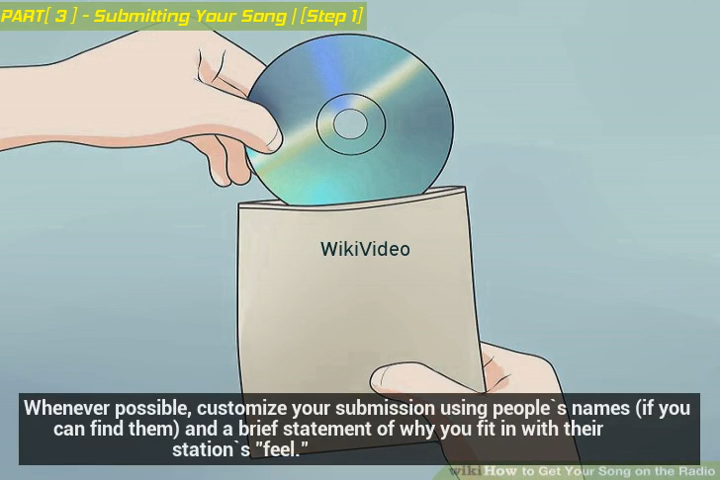 PART[ 3 ] - Submitting Your Song | [Step 1]
WikiVideo
Whenever possible, customize your submission using people`s names (if you
can find them) and a brief statement of why you fit in with their
station`s "feel."
wikiHow to Get Your Song on the Radio